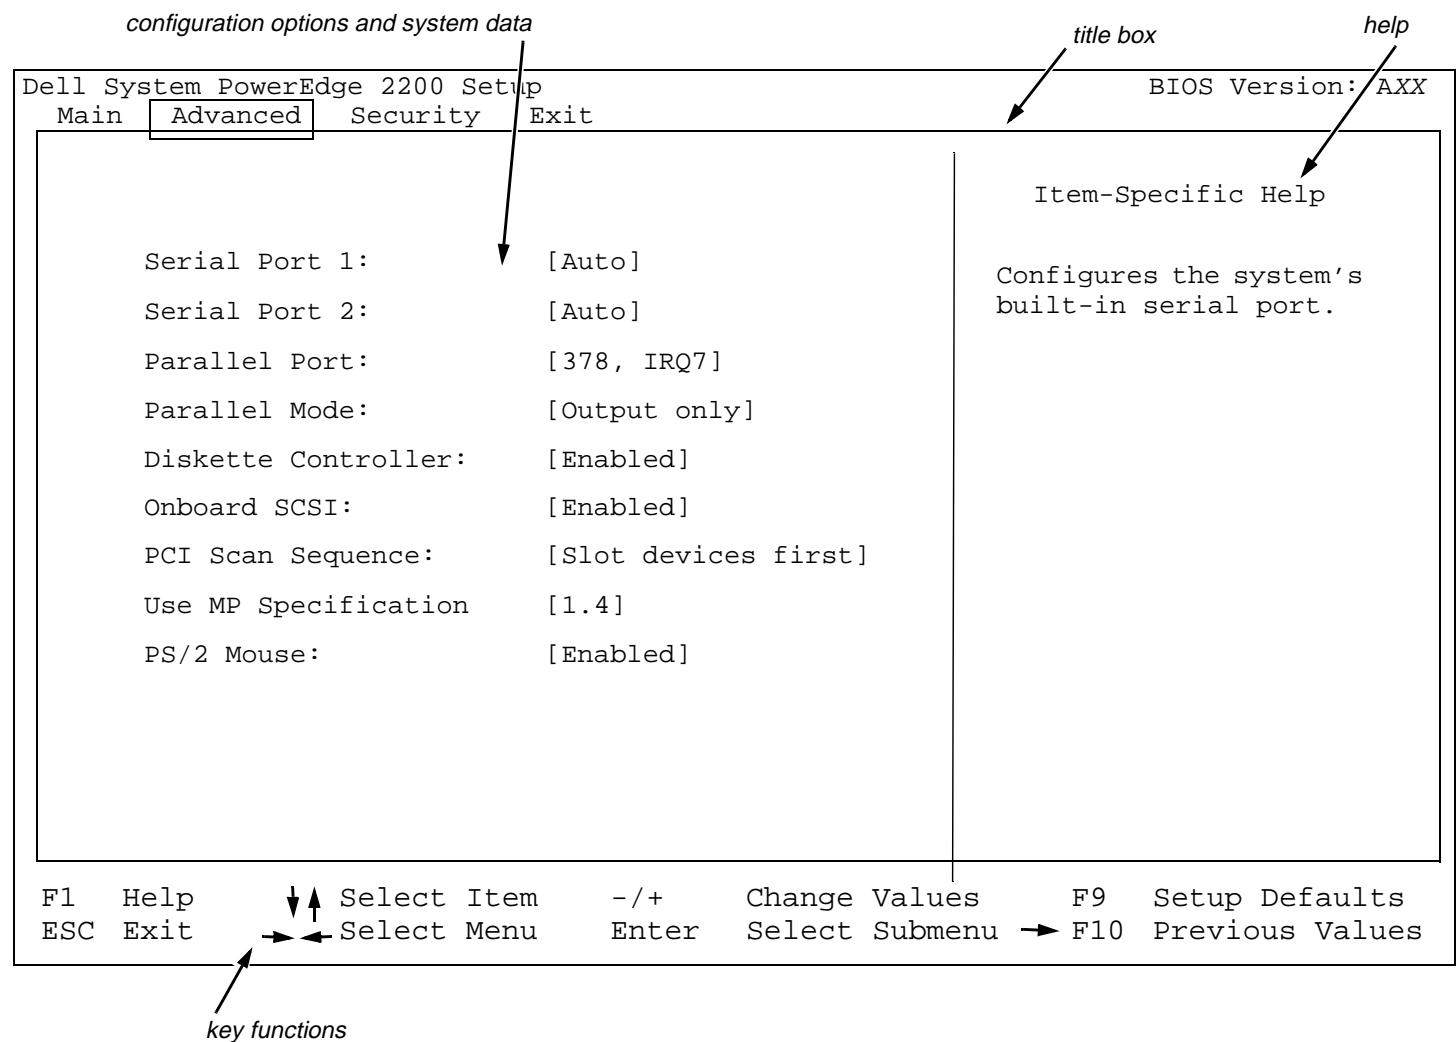 configuration options and system data
title box
help
Dell System PowerEdge 2200 Setup BIOS Version: AXX
Main Advanced Security Exit
Item-Specific Help
Serial Port 1: [Auto]
Configures the system's
Serial Port 2: [Auto]
built-in serial port.
Parallel Port: [378, IRQ7]
Parallel Mode: [Output only]
Diskette Controller: [Enabled]
Onboard SCSI: [Enabled]
PCI Scan Sequence: [Slot devices first]
Use MP Specification [1.4]
PS/2 Mouse: [Enabled]
F1 Help Select Item -/+ Change Values F9 Setup Defaults
ESC Exit Select Menu Enter Select Submenu F10 Previous Values
key functions